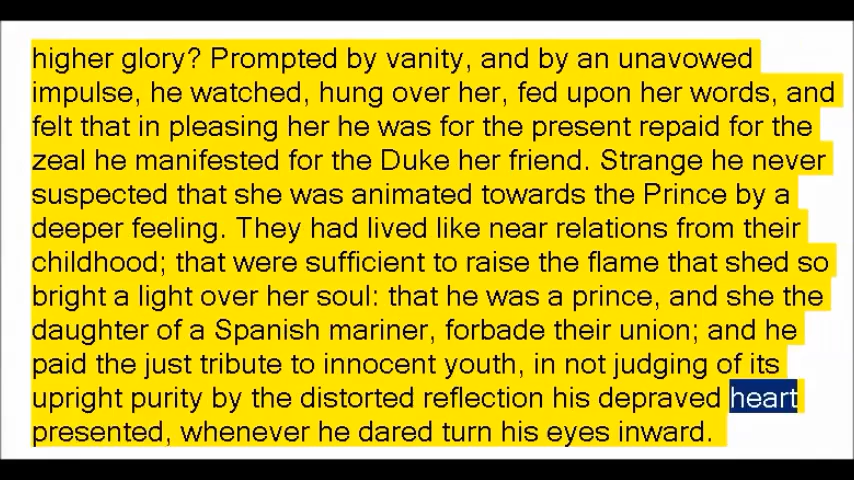 higher glory? Prompted by vanity, and by an unavowed
impulse, he watched, hung over her, fed upon her words, and
felt that in pleasing her he was for the present repaid for the
zeal he manifested for the Duke her friend. Strange he never
suspected that she was animated towards the Prince by a
deeper feeling. They had lived like near relations from their
childhood; that were sufficient to raise the flame that shed so
bright a light over her soul: that he was a prince, and she the
daughter of a Spanish mariner, forbade their union; and he
paid the just tribute to innocent youth, in not judging of its
upright purity by the distorted reflection his depraved heart
presented, whenever he dared turn his eyes inward.